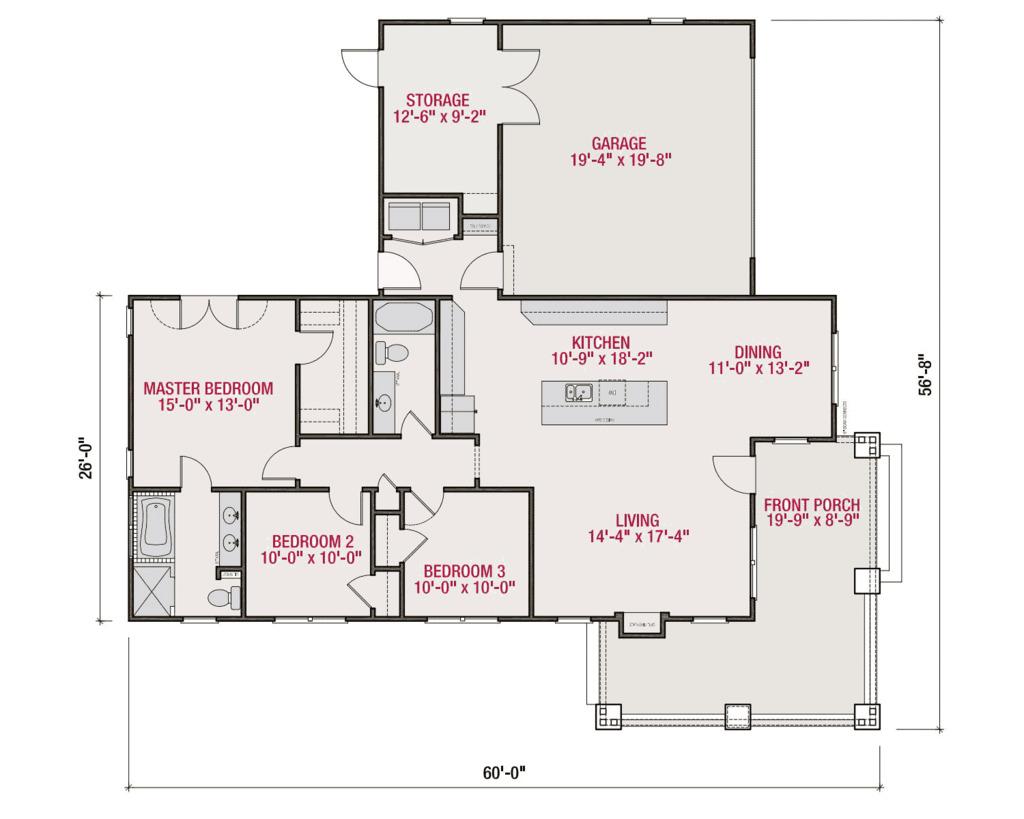 STORAGE
12'-6" x 9'-2"
GARAGE
19'-4" x 19'-8"
56'-8"
KITCHEN
10'-9" x 18'-2"
DINING
11'-0" x 13'-2"
MASTER BEDROOM
15'-0" x 13'-0"
26'-0"
DW
FRONT PORCH
19'-9" x 8'-9"
LIVING
14'-4" x 17'-4"
BEDROOM 2
10'-0" x 10'-0"
BEDROOM 3
10'-0" x 10'-0"
60'-0"